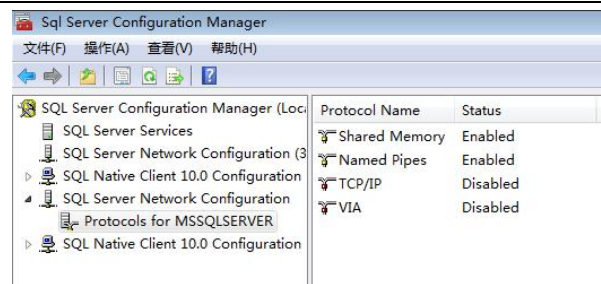 Sql Server Configuration Manager
文件(F) 操作(A) 查看(V) 帮助(H)
SQL Server Configuration Manager (Loca
SQL Server Services
SQL Server Network Configuration (3
SQL Native Client 10.0 Configuration
SQL Server Network Configuration
Protocols for MSSQLSERVER
SQL Native Client 10.0 Configuration
Protocol Name Status
Shared Memory Enabled
Named Pipes Enabled
TCP/IP Disabled
VIA Disabled